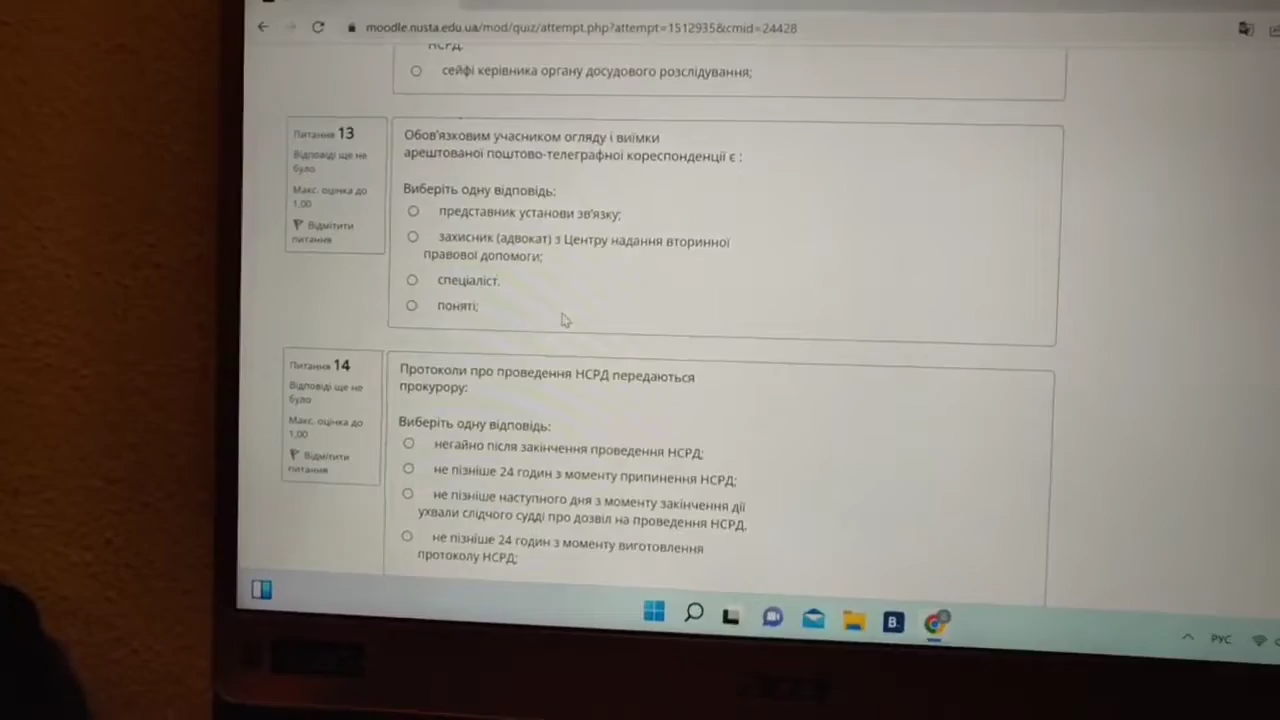 moodle.nusta.edu.ua/mod/quiz/attempt.php?attempt=1512935&cmid=24428
НСРД
сейфі керівника органу досудового розслідування;
Питання 13
Відповіді ще не
було
Макс. оцінка до
1,00
Відмітити
питання
Обов'язковим учасником огляду і виїмки
арештованої поштово-телеграфної кореспонденції є :
Виберіть одну відповідь:
представник установи зв'язку;
захисник (адвокат) з Центру надання вторинної
правової допомоги;
спеціаліст.
поняті;
Питання 14
Відповіді ще не
було
Макс. оцінка до
1,00
Відмітити
питання
Протоколи про проведення НСРД передаються
прокурору:
Виберіть одну відповідь:
негайно після закінчення проведення НСРД;
не пізніше 24 годин з моменту припинення НСРД;
не пізніше наступного дня з моменту закінчення дії
ухвали слідчого судді про дозвіл на проведення НСРД.
не пізніше 24 годин з моменту виготовлення
протоколу НСРД;
B.
РУС